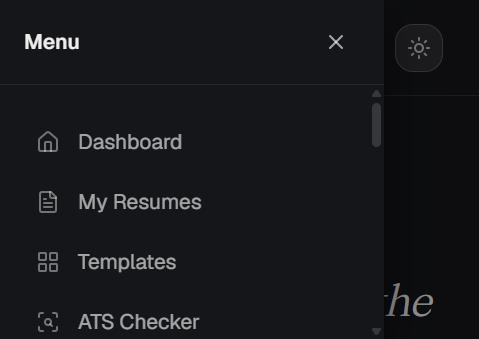 Menu
Dashboard
My Resumes
Templates
ATS Checker
the